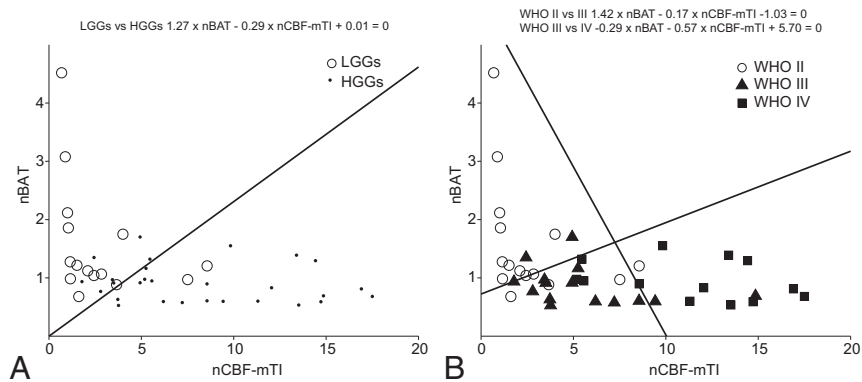 LGGs vs HGGs 1.27 x nBAT - 0.29 x nCBF-mTI + 0.01 = 0
LGGs
HGGs
4
3
2
1
nBAT
0
5
10
15
20
nCBF-mTI
A
WHO II vs III 1.42 x nBAT - 0.17 x nCBF-mTI -1.03 = 0
WHO III vs IV -0.29 x nBAT - 0.57 x nCBF-mTI + 5.70 = 0
WHO II
WHO III
WHO IV
4
3
2
1
nBAT
0
5
10
15
20
nCBF-mTI
B